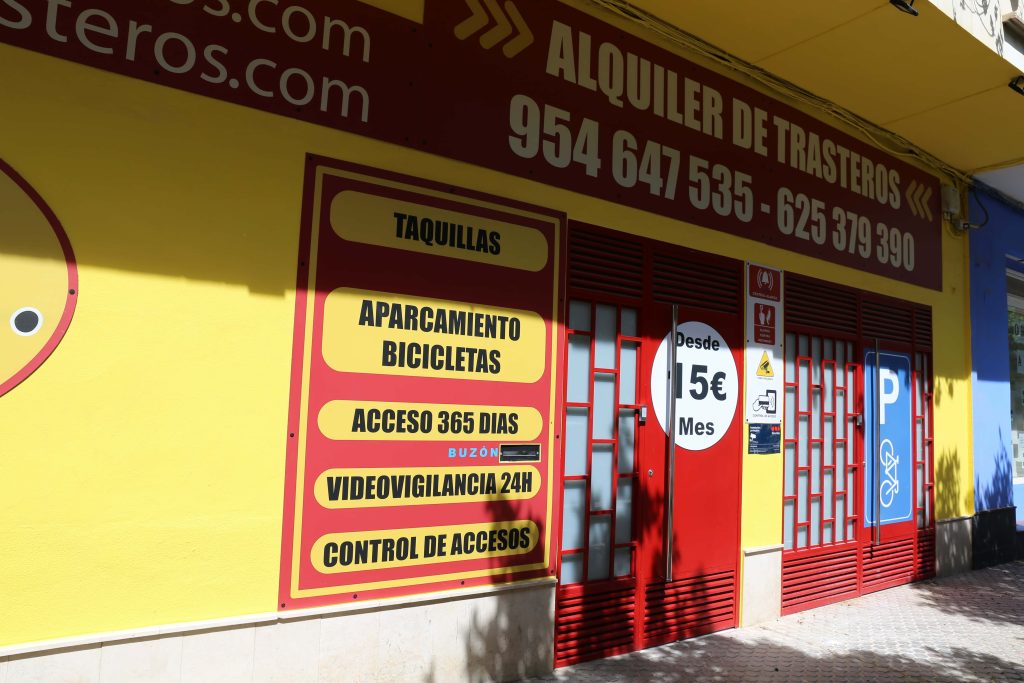 s.com
steros.com
ALQUILER DE TRASTEROS
954 647 535 - 625 379 390
TAQUILLAS
APARCAMIENTO
BICICLETAS
ACCESO 365 DIAS
BUZÓN
VIDEOVIGILANCIA 24H
CONTROL DE ACCESOS
Desde
15€
Mes
P